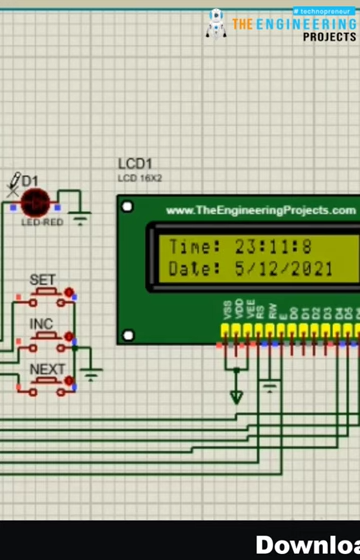 # technopreneur
THE ENGINEERING
PROJECTS
LCD1
LCD 16X2
D1
LED-RED
www.TheEngineeringProjects.com
Time: 23:11:8
Date: 5/12/2021
SET
INC
NEXT
VSS
VDD
VEE
RS
RW
E
D0
D1
D2
D3
D4
D5